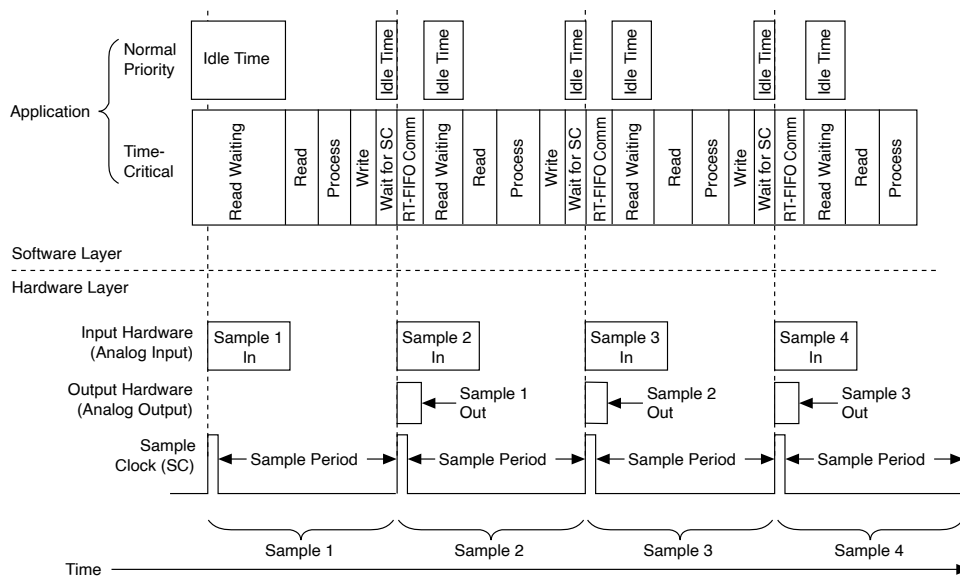 Application
Normal
Priority
Idle Time
Idle Time
Idle Time
Idle Time
Idle Time
Idle Time
Idle Time
Time-
Critical
Read Waiting
Read
Process
Write
Wait for SC
RT-FIFO Comm
Read Waiting
Read
Process
Write
Wait for SC
RT-FIFO Comm
Read Waiting
Read
Process
Write
Wait for SC
RT-FIFO Comm
Read Waiting
Read
Process
Software Layer
Hardware Layer
Input Hardware
(Analog Input)
Sample 1
In
Sample 2
In
Sample 3
In
Sample 4
In
Output Hardware
(Analog Output)
Sample 1
Out
Sample 2
Out
Sample 3
Out
Sample
Clock (SC)
Sample Period
Sample Period
Sample Period
Sample Period
Sample 1
Sample 2
Sample 3
Sample 4
Time